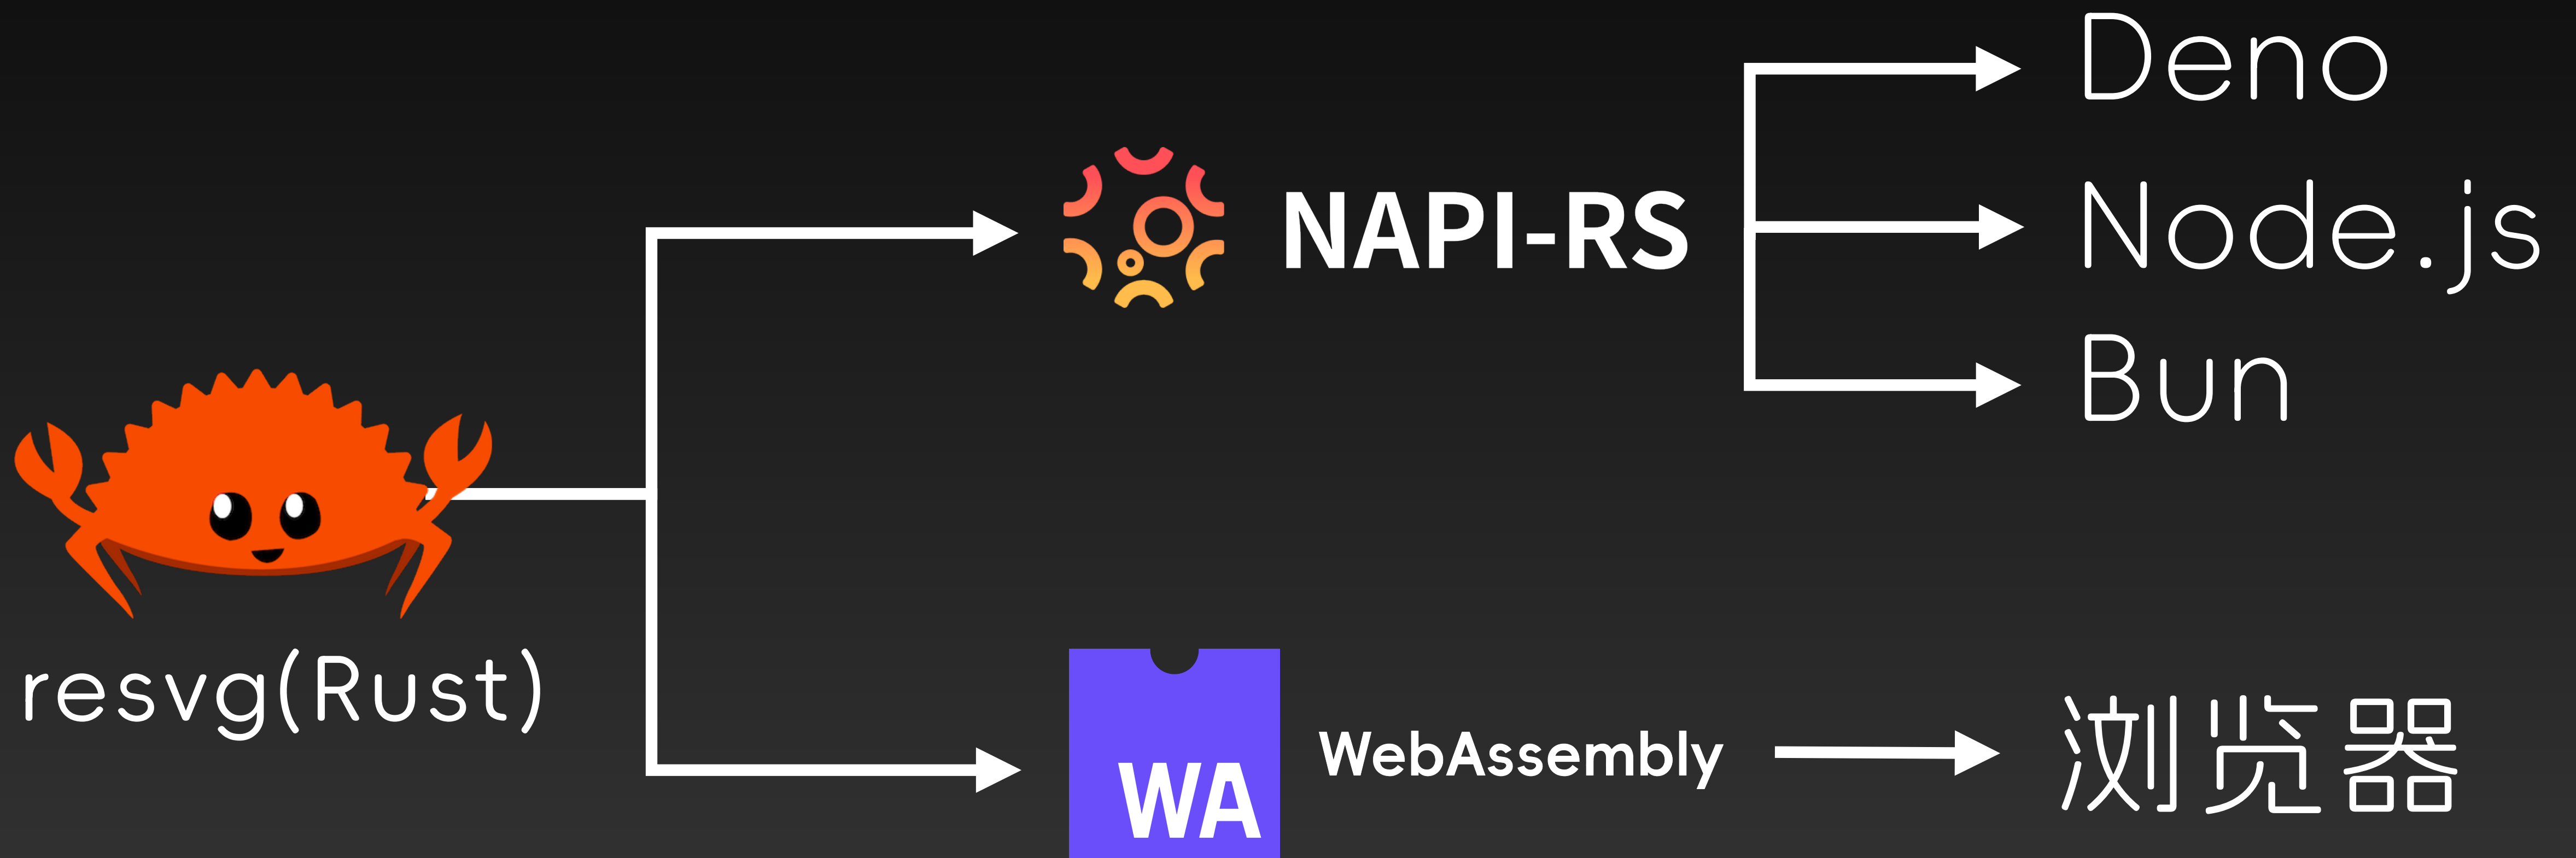 Deno
NAPI-RS
Node.js
Bun
resvg(Rust)
WA
WebAssembly
浏览器